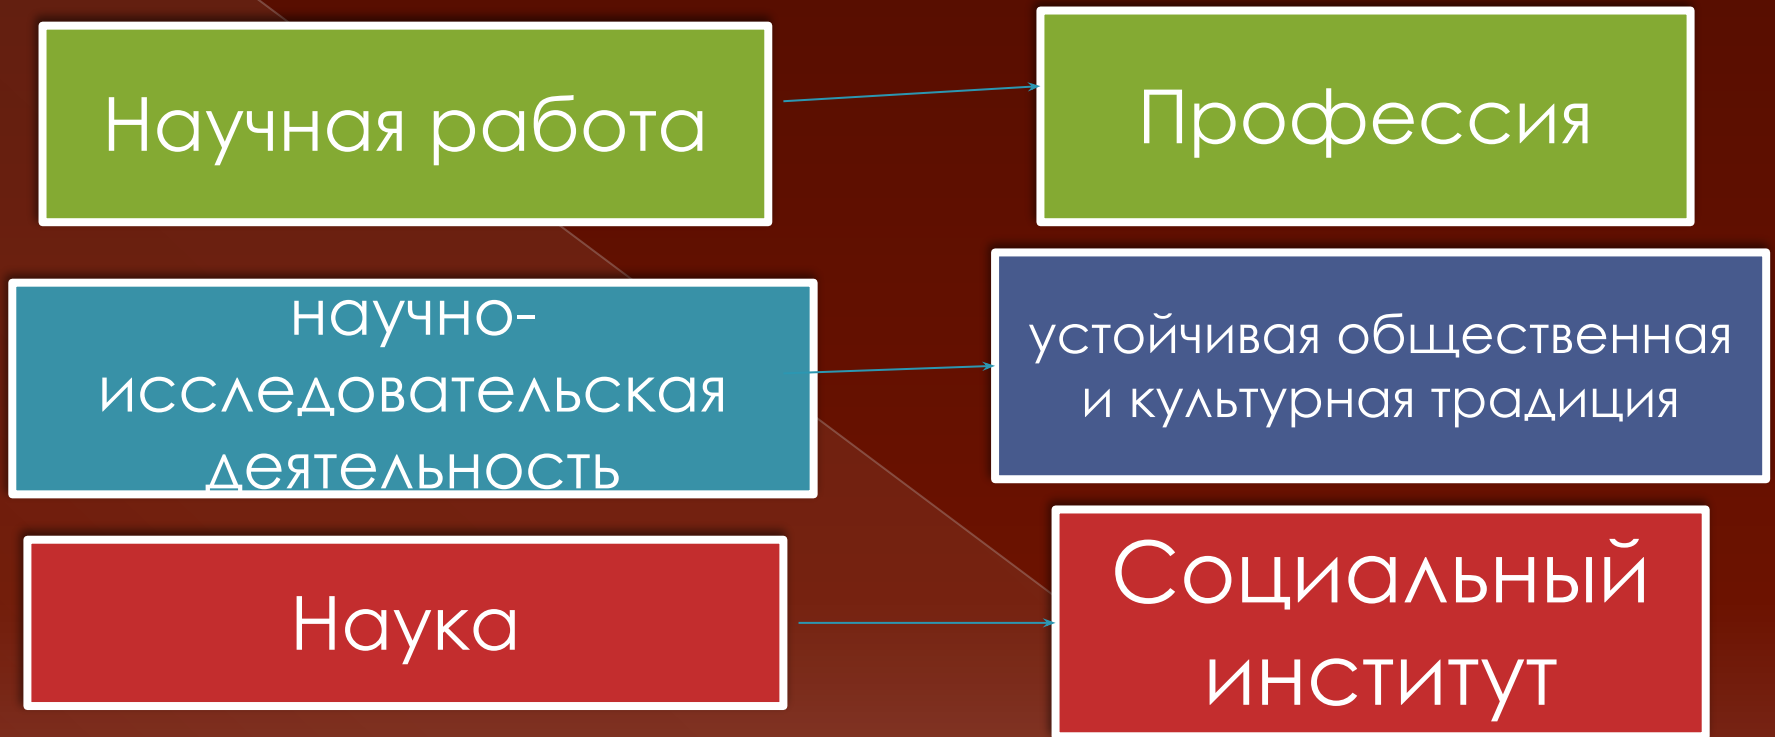 Научная работа
Профессия
научно-
исследовательская
деятельность
устойчивая общественная
и культурная традиция
Наука
Социальный
институт